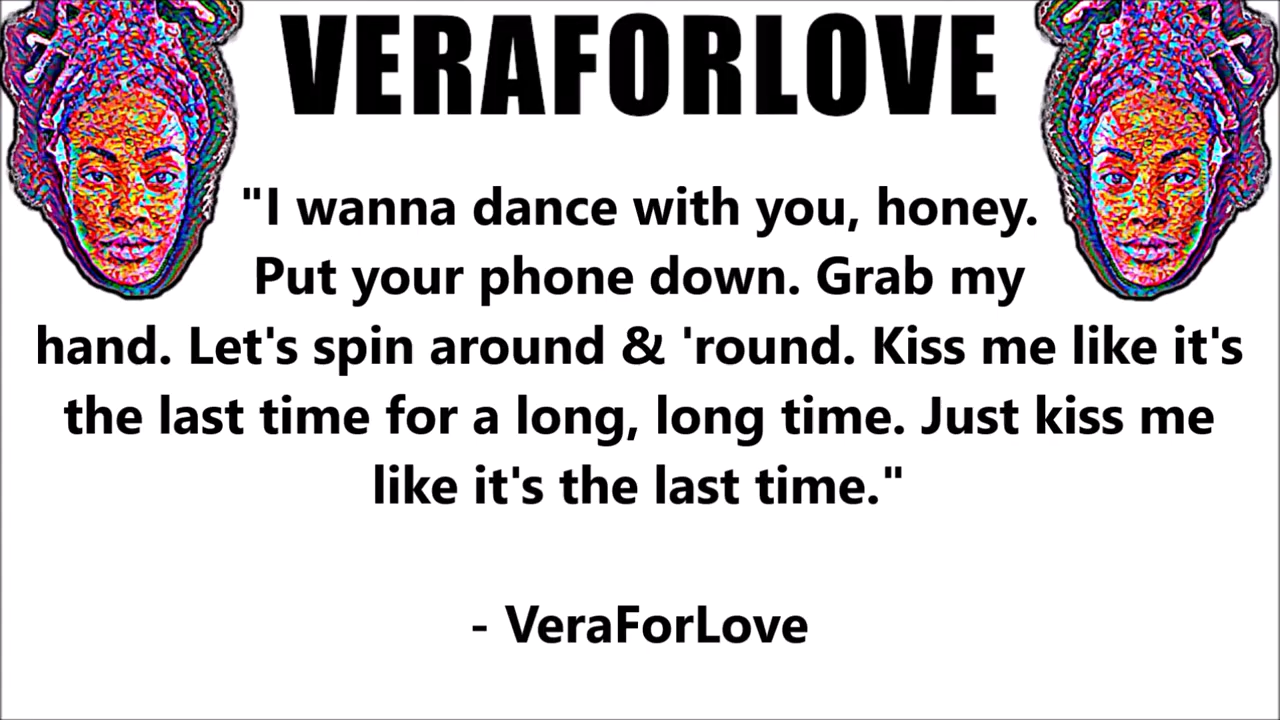 VERAFORLOVE
"I wanna dance with you, honey.
Put your phone down. Grab my
hand. Let's spin around & 'round. Kiss me like it's
the last time for a long, long time. Just kiss me
like it's the last time."
- VeraForLove